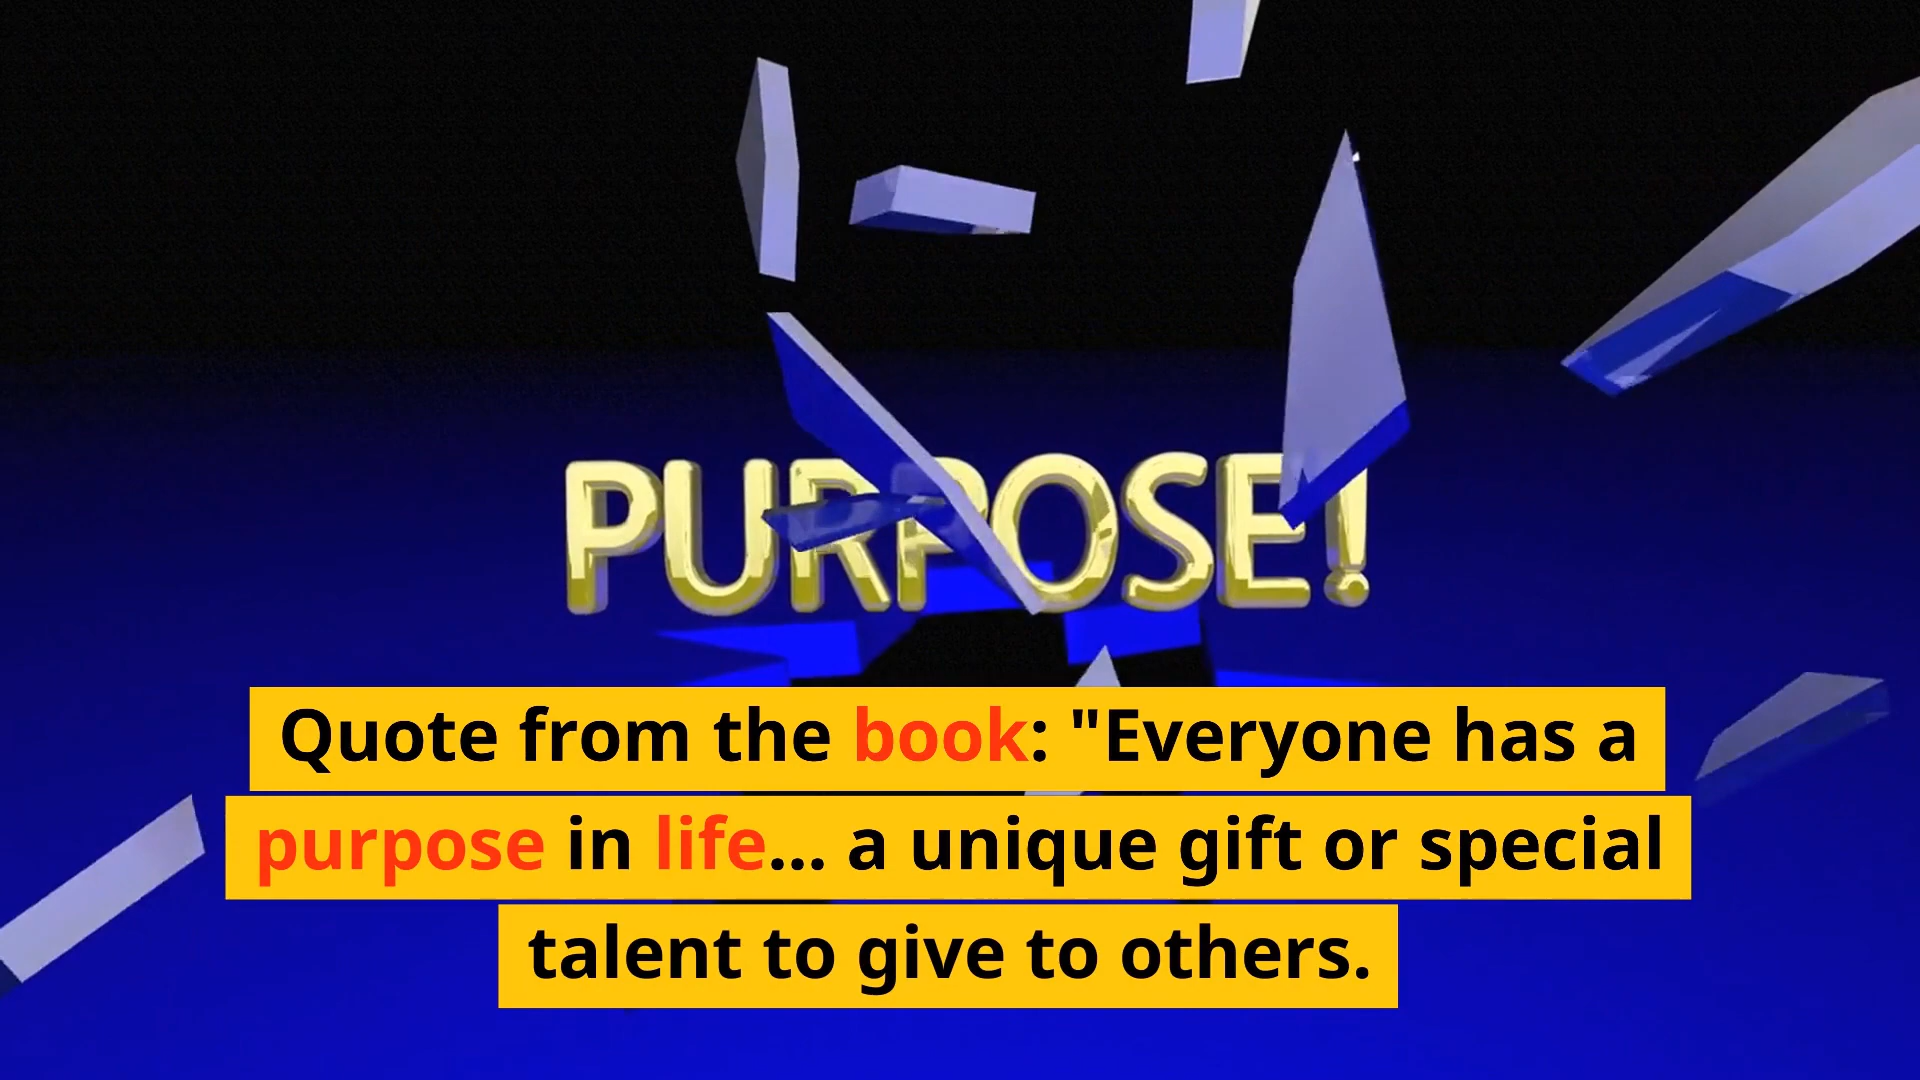 PURPOSE!
Quote from the book: "Everyone has a
purpose in life... a unique gift or special
talent to give to others.